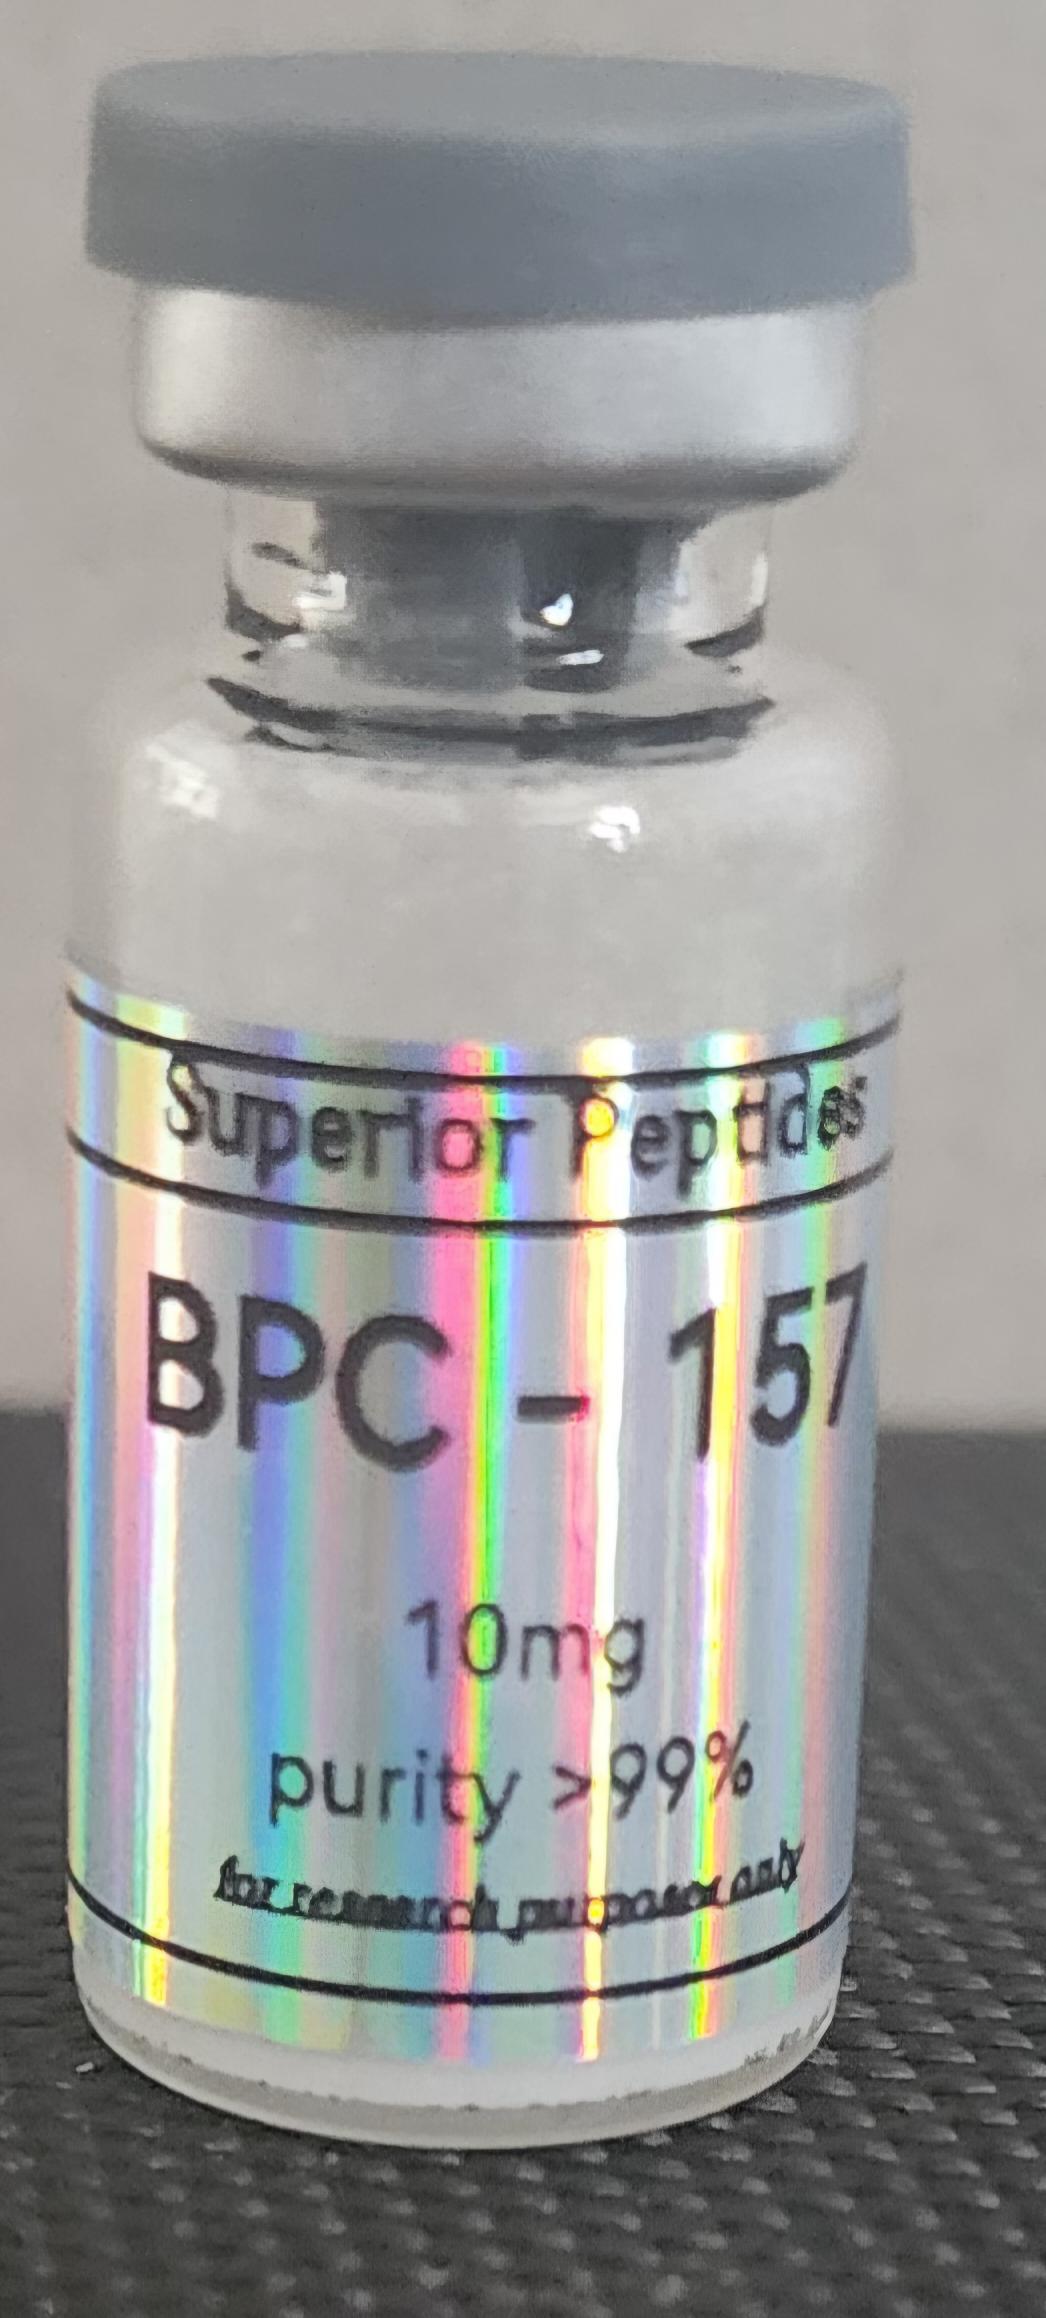 Superior Peptides
BPC - 157
10mg
purity >99%
for research purposes only